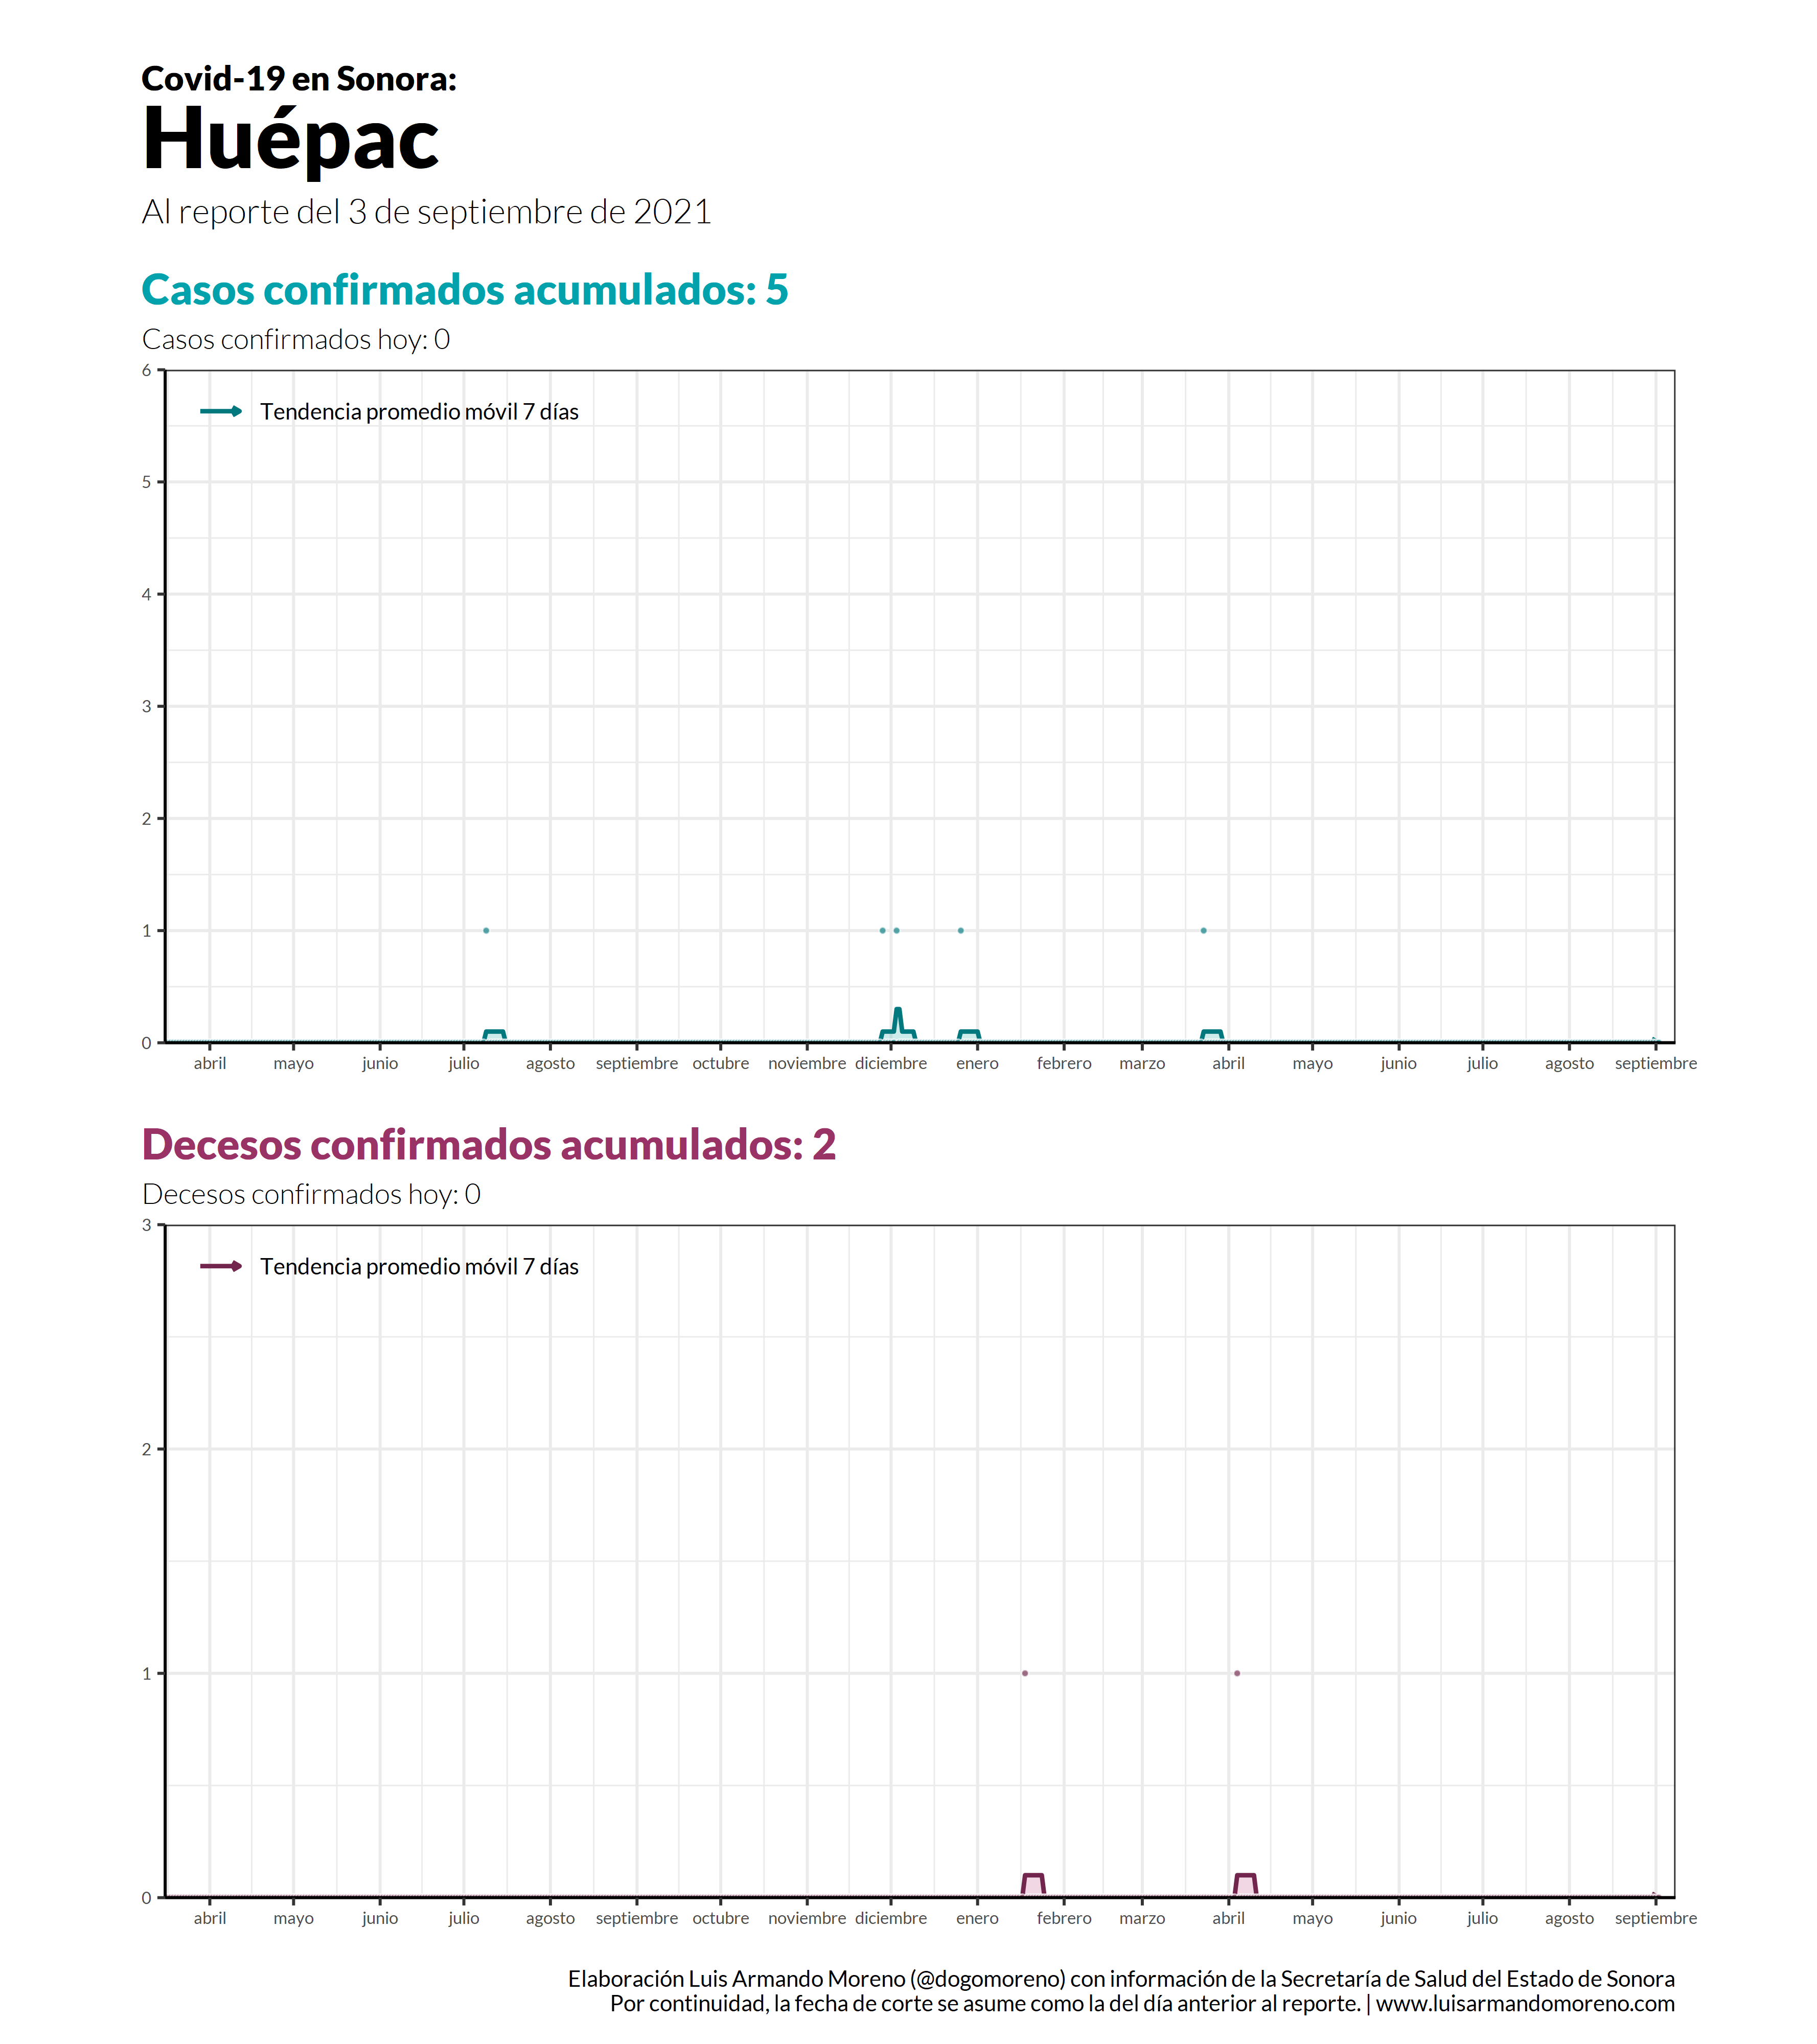 Covid-19 en Sonora:
Huépac
Al reporte del 3 de septiembre de 2021
Casos confirmados acumulados: 5
Casos confirmados hoy: 0
6
Tendencia promedio móvil 7 días
5
4
3
2
1
0
abril mayo junio julio agosto septiembre octubre noviembre diciembre enero febrero marzo abril mayo junio julio agosto septiembre
Decesos confirmados acumulados: 2
Decesos confirmados hoy: 0
3
Tendencia promedio móvil 7 días
2
1
0
abril mayo junio julio agosto septiembre octubre noviembre diciembre enero febrero marzo abril mayo junio julio agosto septiembre
Elaboración Luis Armando Moreno (@dogomoreno) con información de la Secretaría de Salud del Estado de Sonora
Por continuidad, la fecha de corte se asume como la del día anterior al reporte. | www.luisarmandomoreno.com